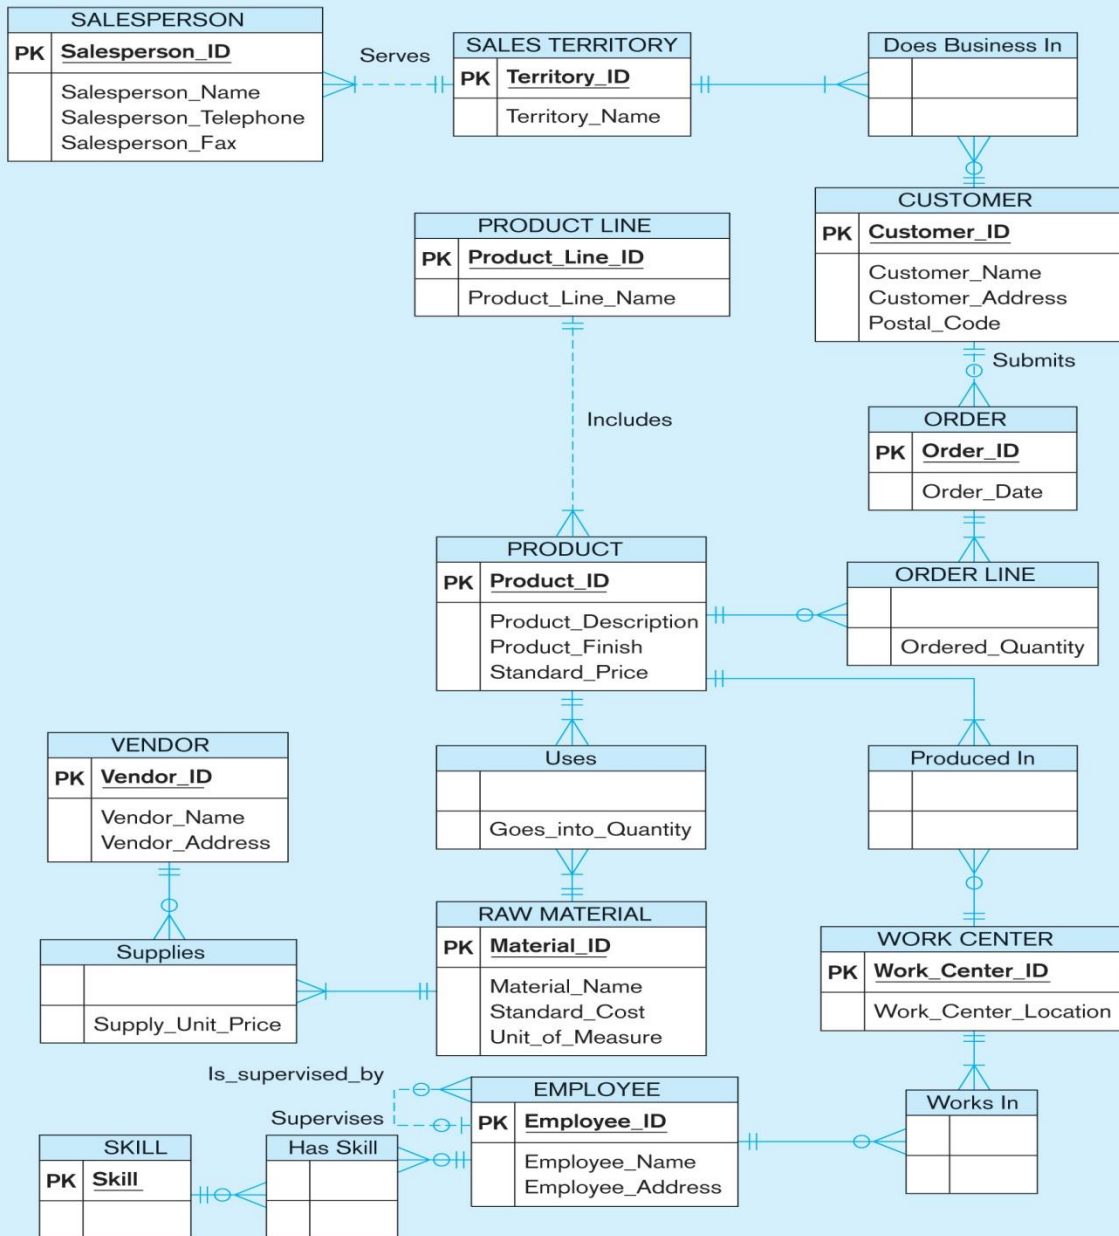 SALESPERSON
PK Salesperson_ID
Salesperson_Name
Salesperson_Telephone
Salesperson_Fax
Serves
SALES TERRITORY
PK Territory_ID
Territory_Name
Does Business In
CUSTOMER
PK Customer_ID
Customer_Name
Customer_Address
Postal_Code
PRODUCT LINE
PK Product_Line_ID
Product_Line_Name
Submits
Includes
ORDER
PK Order_ID
Order_Date
PRODUCT
PK Product_ID
Product_Description
Product_Finish
Standard_Price
ORDER LINE
Ordered_Quantity
VENDOR
PK Vendor_ID
Vendor_Name
Vendor_Address
Uses
Goes_into_Quantity
Produced In
Supplies
Supply_Unit_Price
RAW MATERIAL
PK Material_ID
Material_Name
Standard_Cost
Unit_of_Measure
WORK CENTER
PK Work_Center_ID
Work_Center_Location
Is_supervised_by
Supervises
EMPLOYEE
PK Employee_ID
Employee_Name
Employee_Address
Works In
SKILL
PK Skill
Has Skill